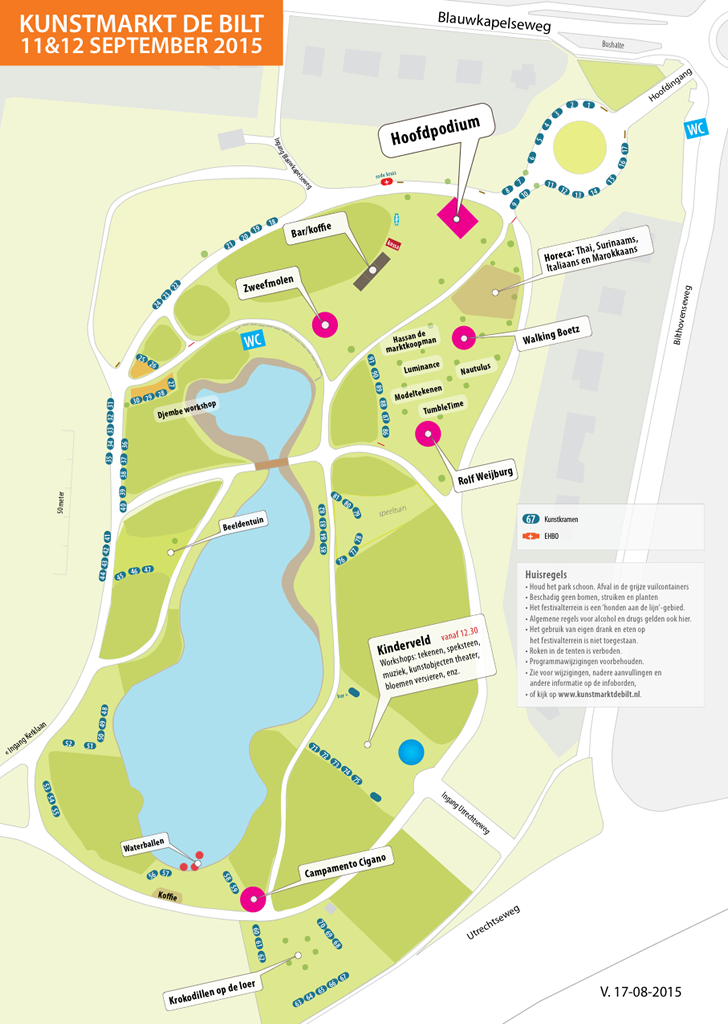 KUNSTMARKT DE BILT
11&12 SEPTEMBER 2015
Blauwkapelseweg
Bushalte
Hoofdingang
WC
Ingang Blauwkapelseweg
Hoofdpodium
rode kruis
kassa
Bar/koffie
Zweefmolen
WC
Horeca: Thai, Surinaams,
Italiaans en Marokkaans
Walking Boetz
Hassan de
marktkoopman
Luminance
Nautulus
Modeltekenen
TumbleTime
Rolf Weijburg
Bilthovenseweg
Djembe workshop
50 meter
Beeldentuin
speeltuin
67 Kunstkramen
EHBO
Huisregels
• Houd het park schoon. Afval in de grijze vuilcontainers
• Beschadig geen bomen, struiken en planten
• Het festivalterrein is een 'honden aan de lijn'-gebied.
• Algemene regels voor alcohol en drugs gelden ook hier.
• Het gebruik van eigen drank en eten op
het festivalterrein is niet toegestaan.
• Roken in de tenten is verboden.
• Programmawijzigingen voorbehouden.
• Zie voor wijzigingen, nadere aanvullingen en
andere informatie op de infoborden,
• of kijk op www.kunstmarktdebilt.nl.
Kinderveld vanaf 12.30
Workshops: tekenen, speksteen,
muziek, kunstobjecten theater,
bloemen versieren, enz.
bar
« Ingang Kerklaan
Ingang Utrechtseweg
Waterballen
Koffie
Campamento Cigano
Krokodillen op de loer
Utrechtseweg
V. 17-08-2015